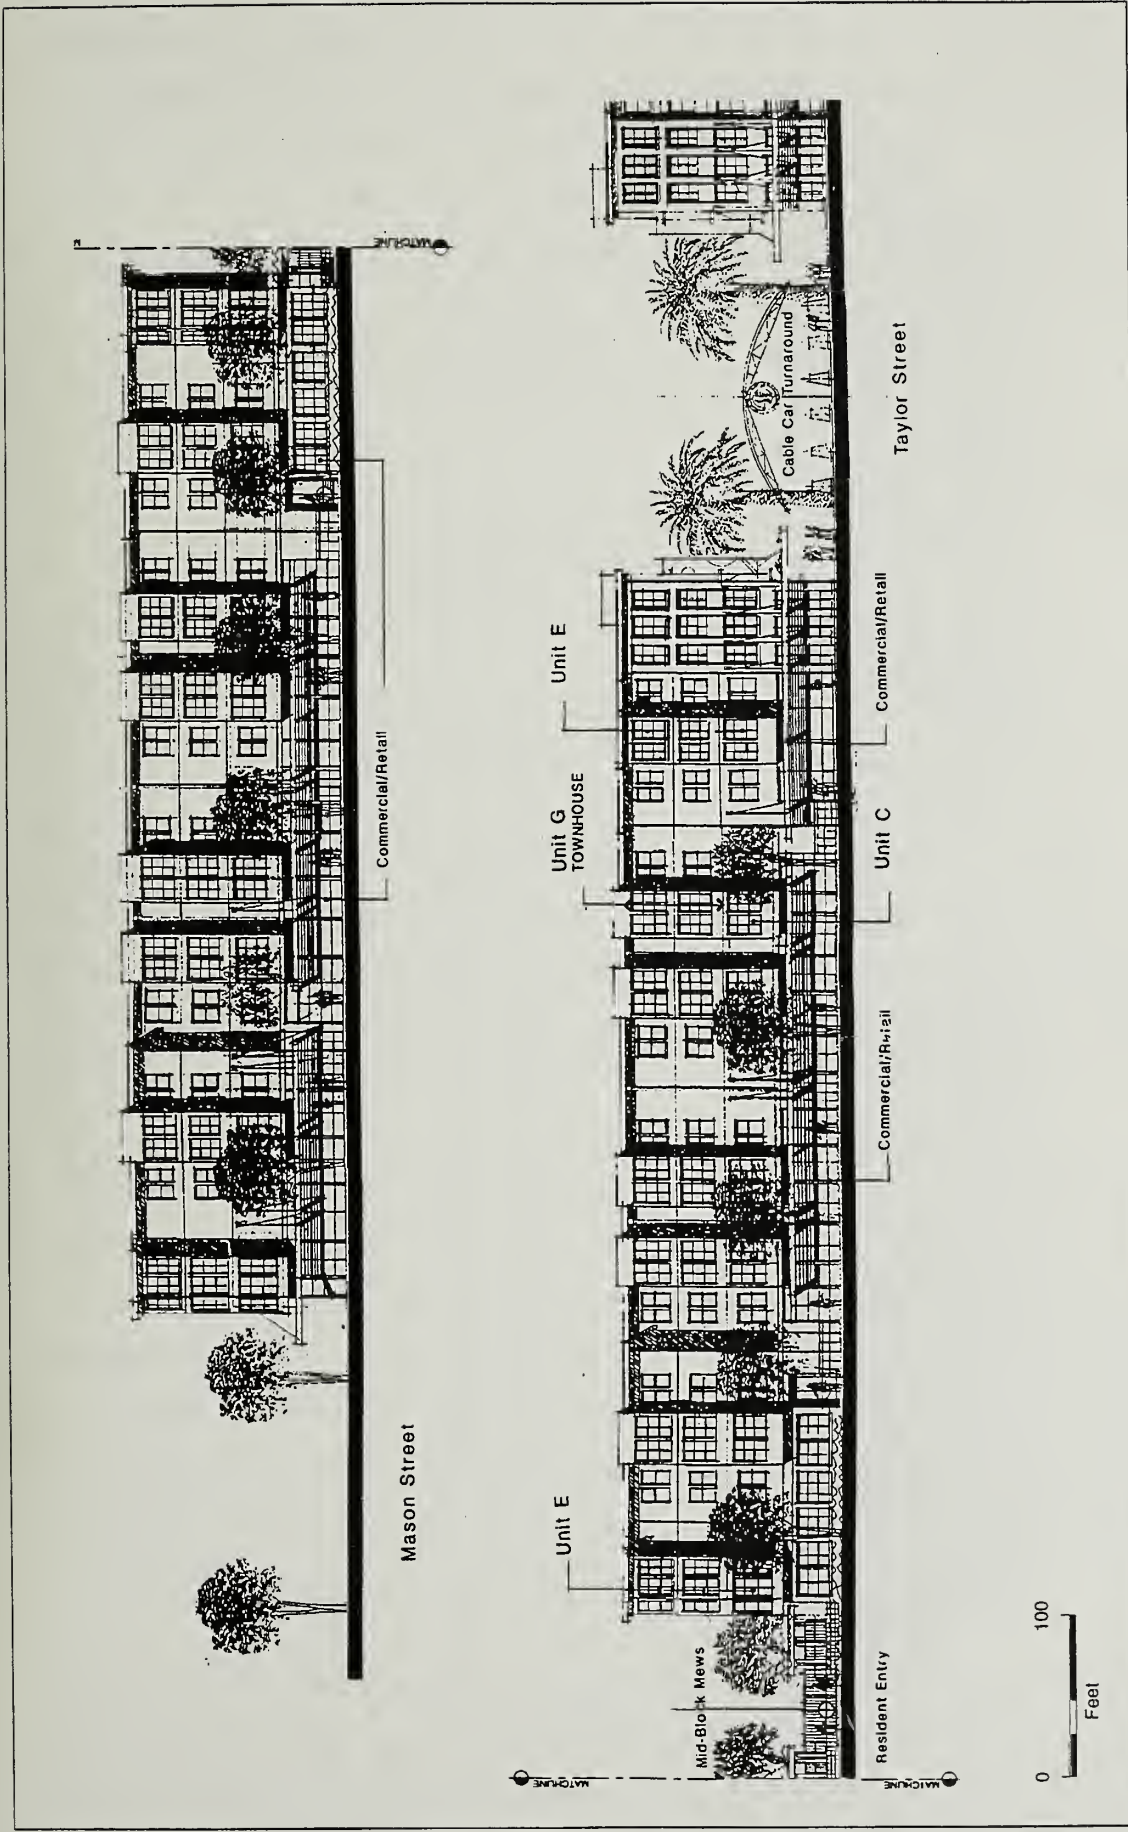 MATCHLINE
Commercial/Retail
Mason Street
Unit E
Unit G
TOWNHOUSE
Unit E
Cable Car Turnaround
Taylor Street
Mid-Block Mews
Commercial/Retail
Unit C
Commercial/Retail
Resident Entry
MATCHLINE
MATCHLINE
0
100
Feet